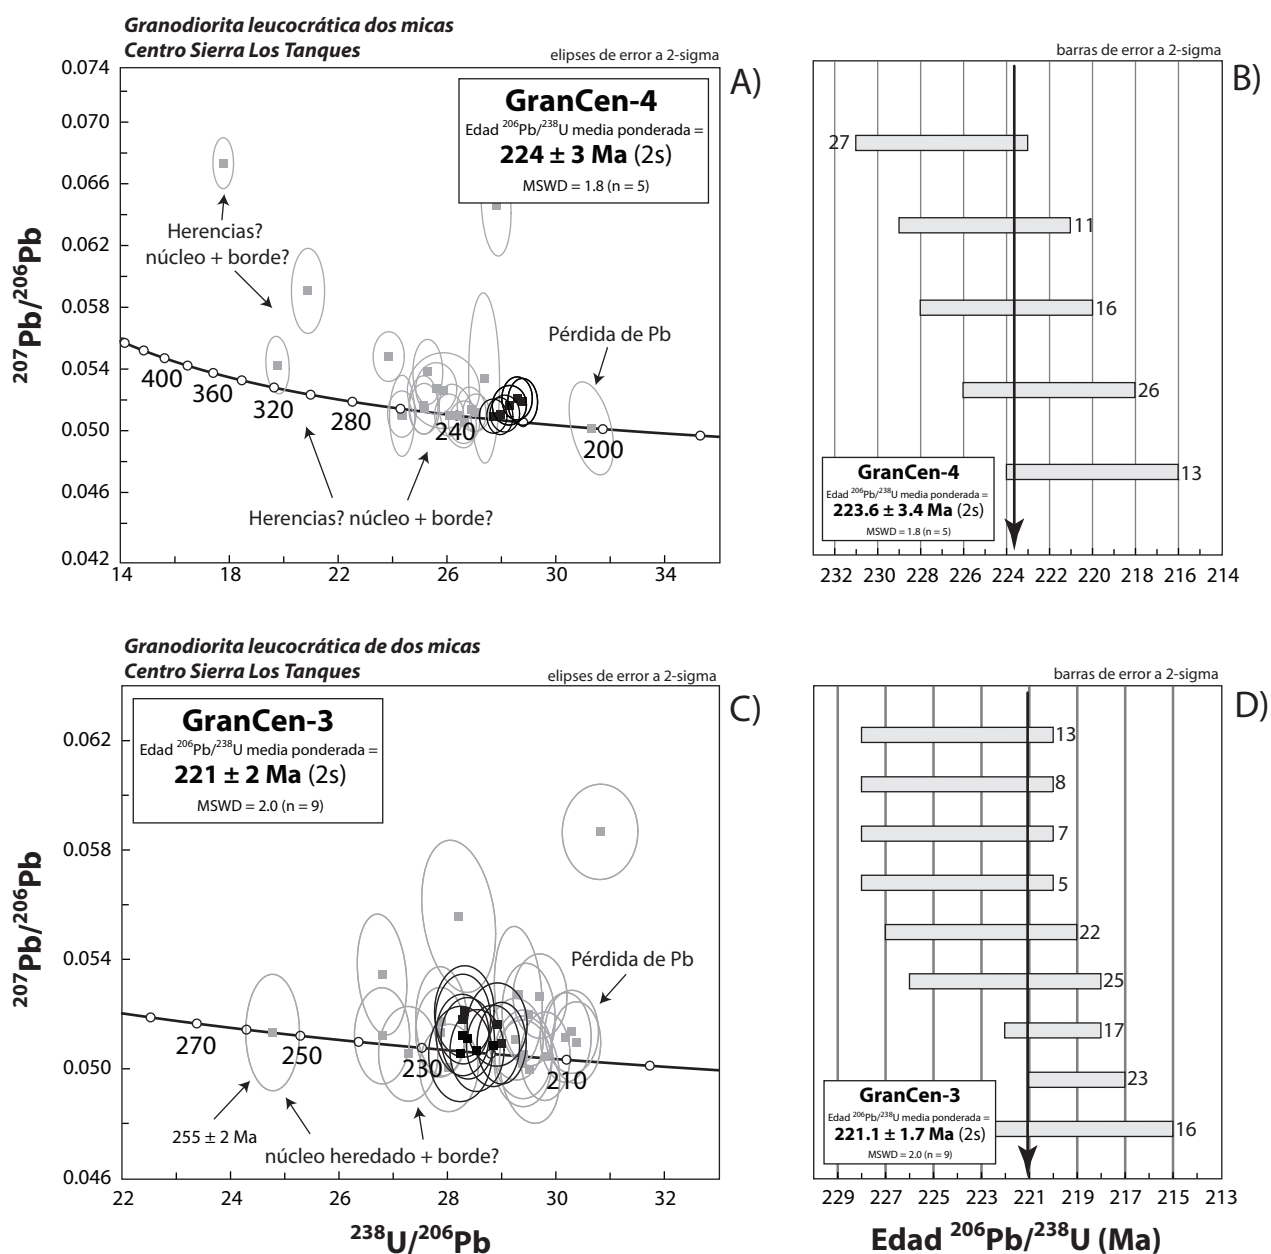 Granodiorita leucocrática dos micas
Centro Sierra Los Tanques
elipses de error a 2-sigma
A)
GranCen-4
Edad ²⁰⁶Pb/²³⁸U media ponderada =
224 ± 3 Ma (2s)
MSWD = 1.8 (n = 5)
0.074
0.070
0.066
0.062
0.058
0.054
0.050
0.046
0.042
²⁰⁷Pb/²⁰⁶Pb
Herencias?
núcleo + borde?
Pérdida de Pb
400
360
320
280
240
200
Herencias? núcleo + borde?
14
18
22
26
30
34
barras de error a 2-sigma
B)
27
11
16
26
13
GranCen-4
Edad ²⁰⁶Pb/²³⁸U media ponderada =
223.6 ± 3.4 Ma (2s)
MSWD = 1.8 (n = 5)
232 230 228 226 224 222 220 218 216 214
Granodiorita leucocrática de dos micas
Centro Sierra Los Tanques
elipses de error a 2-sigma
C)
GranCen-3
Edad ²⁰⁶Pb/²³⁸U media ponderada =
221 ± 2 Ma (2s)
MSWD = 2.0 (n = 9)
0.062
0.058
0.054
0.050
0.046
²⁰⁷Pb/²⁰⁶Pb
Pérdida de Pb
270
250
230
210
255 ± 2 Ma
núcleo heredado + borde?
22
24
26
28
30
32
²³⁸U/²⁰⁶Pb
barras de error a 2-sigma
D)
13
8
7
5
22
25
17
23
16
GranCen-3
Edad ²⁰⁶Pb/²³⁸U media ponderada =
221.1 ± 1.7 Ma (2s)
MSWD = 2.0 (n = 9)
229 227 225 223 221 219 217 215 213
Edad ²⁰⁶Pb/²³⁸U (Ma)